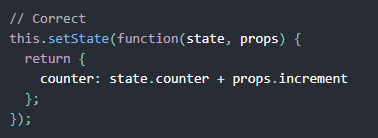 // Correct
this.setState(function(state, props) {
  return {
    counter: state.counter + props.increment
  };
});